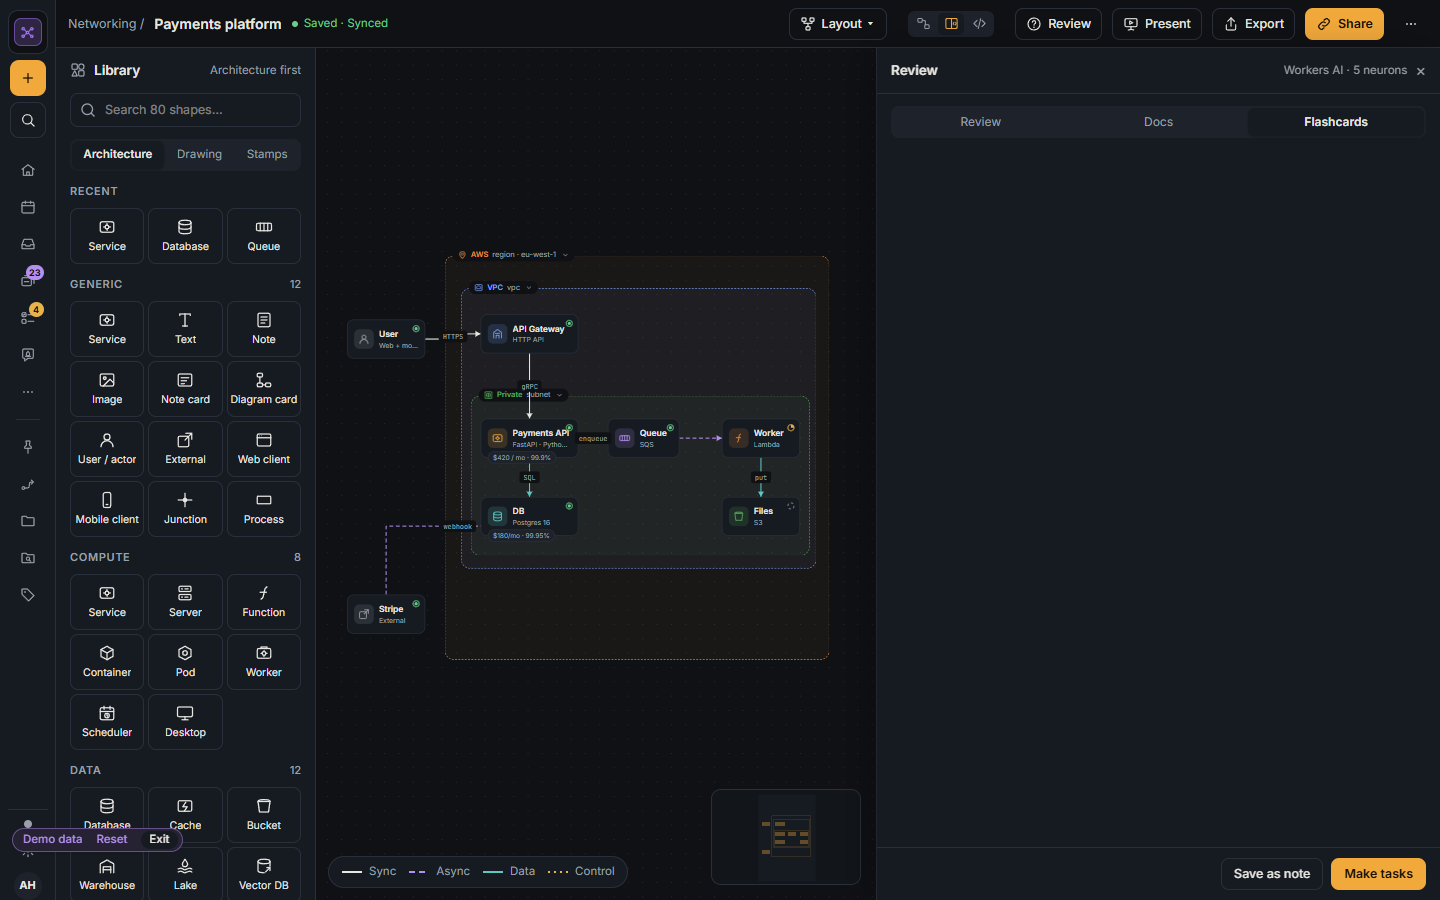 Networking / Payments platform Saved · Synced
Layout
Review
Present
Export
Share
Library
Architecture first
Search 80 shapes...
Architecture
Drawing
Stamps
RECENT
Service
Database
Queue
GENERIC 12
Service
Text
Note
Image
Note card
Diagram card
User / actor
External
Web client
Mobile client
Junction
Process
COMPUTE 8
Service
Server
Function
Container
Pod
Worker
Scheduler
Desktop
DATA 12
Database
Cache
Bucket
Warehouse
Lake
Vector DB
23
4
Demo data Reset Exit
AH
AWS region · eu-west-1
VPC vpc
User
Web + mo...
HTTPS
API Gateway
HTTP API
gRPC
Private subnet
Payments API
FastAPI · Pytho...
$420 / mo · 99.9%
enqueue
Queue
SQS
Worker
Lambda
SQL
put
DB
Postgres 16
$180/mo · 99.95%
Files
S3
webhook
Stripe
External
Sync
Async
Data
Control
Review
Workers AI · 5 neurons
Review
Docs
Flashcards
Save as note
Make tasks